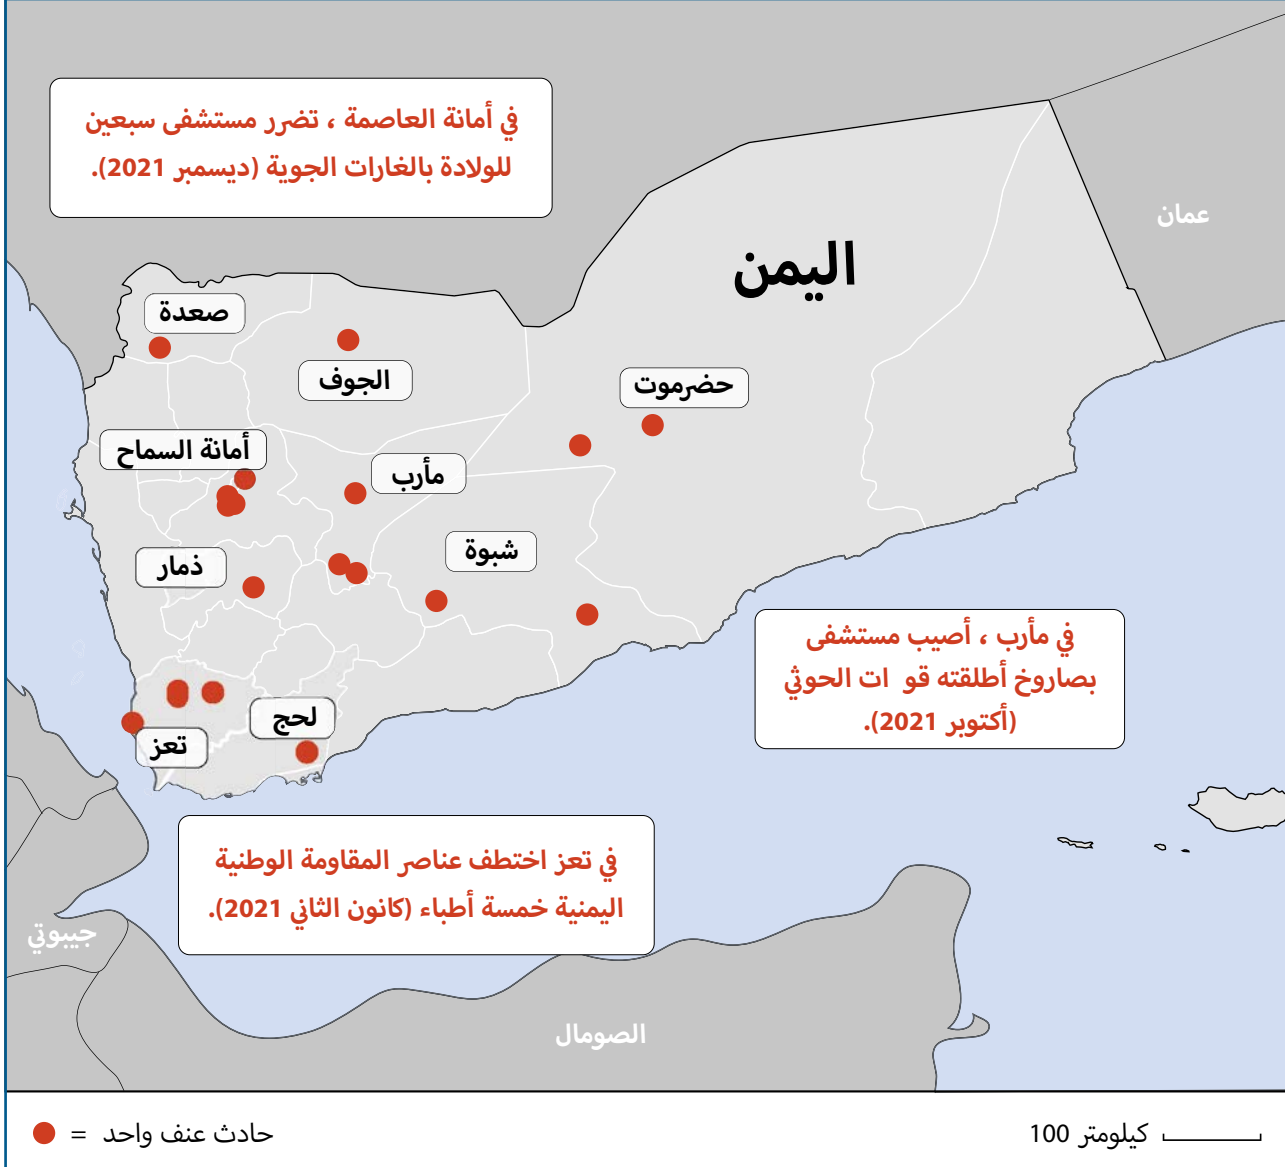 في أمانة العاصمة ، تضرر مستشفى سبعين
للولادة بالغارات الجوية (ديسمبر 2021).
عمان
اليمن
صعدة
الجوف
حضرموت
أمانة السماح
مأرب
شبوة
ذمار
في مأرب ، أصيب مستشفى
بصاروخ أطلقته قو ات الحوثي
(أكتوبر 2021).
لحج
تعز
في تعز اختطف عناصر المقاومة الوطنية
اليمنية خمسة أطباء (كانون الثاني 2021).
جيبوتي
الصومال
= حادث عنف واحد
100 كيلومتر